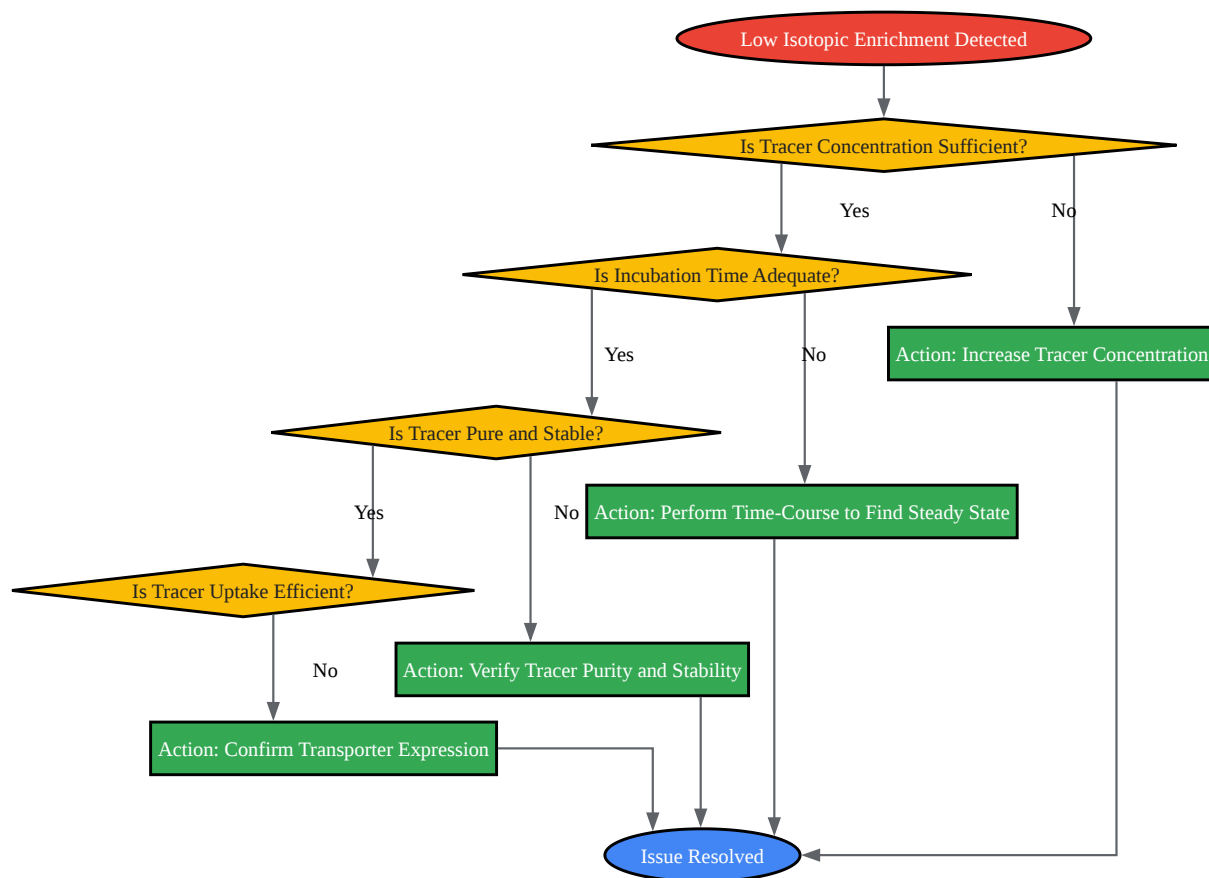 Low Isotopic Enrichment Detected
Is Tracer Concentration Sufficient?
Yes
No
Is Incubation Time Adequate?
Yes
No
Action: Increase Tracer Concentration
Is Tracer Pure and Stable?
Yes
No
Action: Perform Time-Course to Find Steady State
Is Tracer Uptake Efficient?
No
Action: Verify Tracer Purity and Stability
Action: Confirm Transporter Expression
Issue Resolved